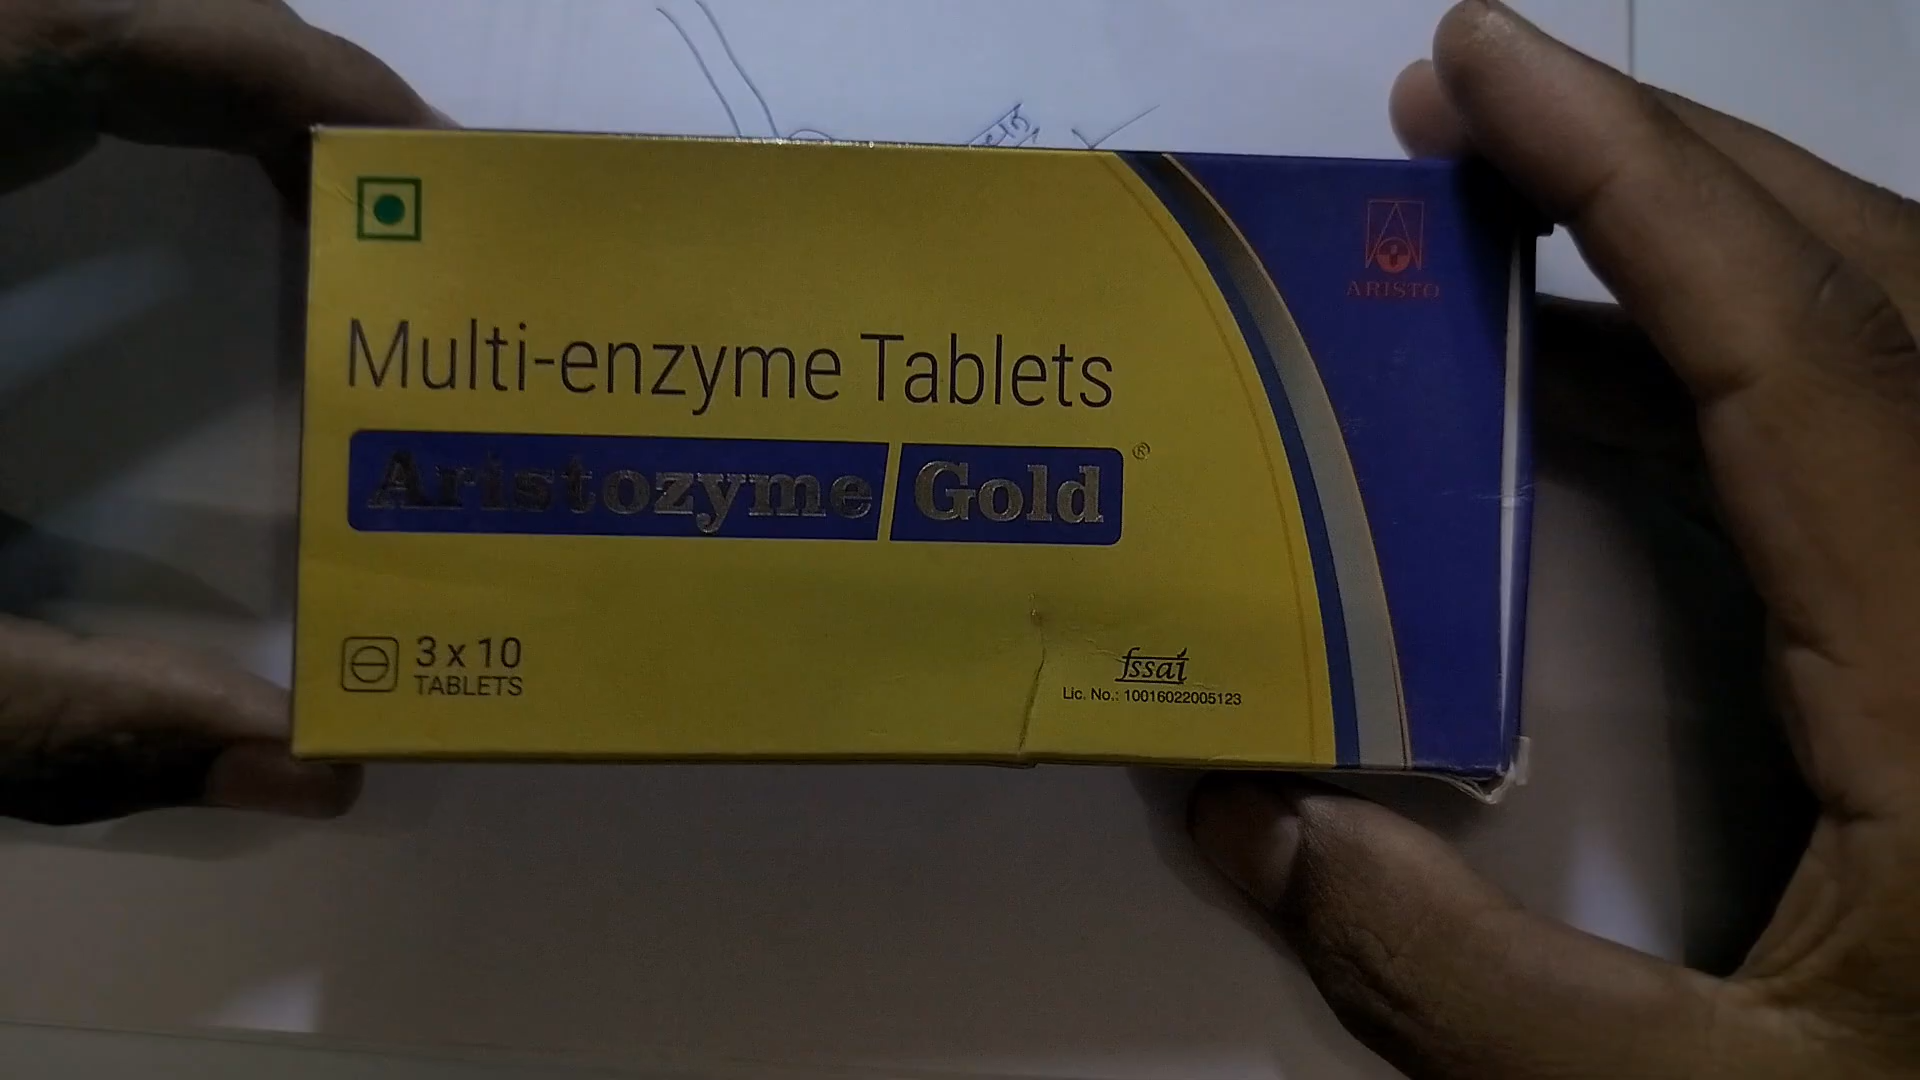 ARISTO
Multi-enzyme Tablets
Aristozyme Gold ®
3 x 10
TABLETS
fssai
Lic. No.: 10016022005123